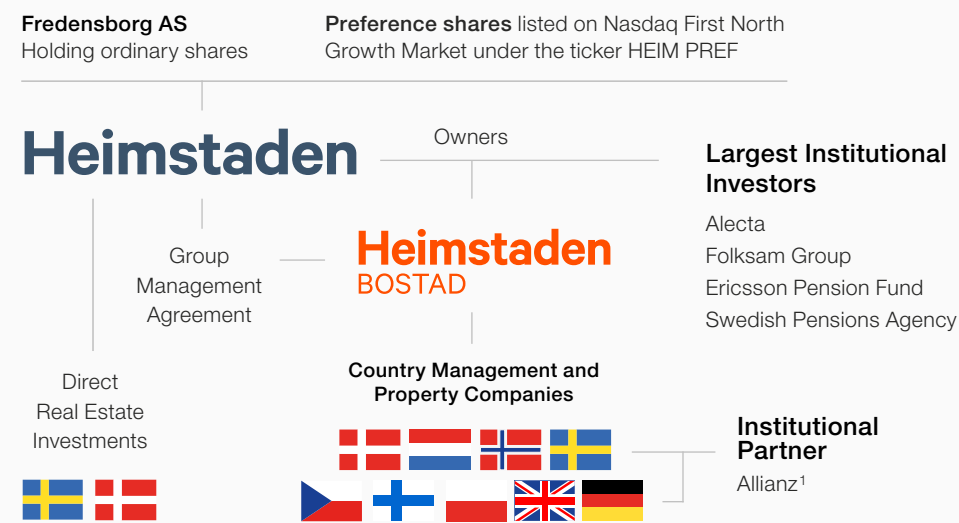 Fredensborg AS
Holding ordinary shares
Preference shares listed on Nasdaq First North
Growth Market under the ticker HEIM PREF
Heimstaden
Owners
Largest Institutional
Investors
Alecta
Folksam Group
Ericsson Pension Fund
Swedish Pensions Agency
Group
Management
Agreement
Heimstaden
BOSTAD
Direct
Real Estate
Investments
Country Management and
Property Companies
Institutional
Partner
Allianz¹